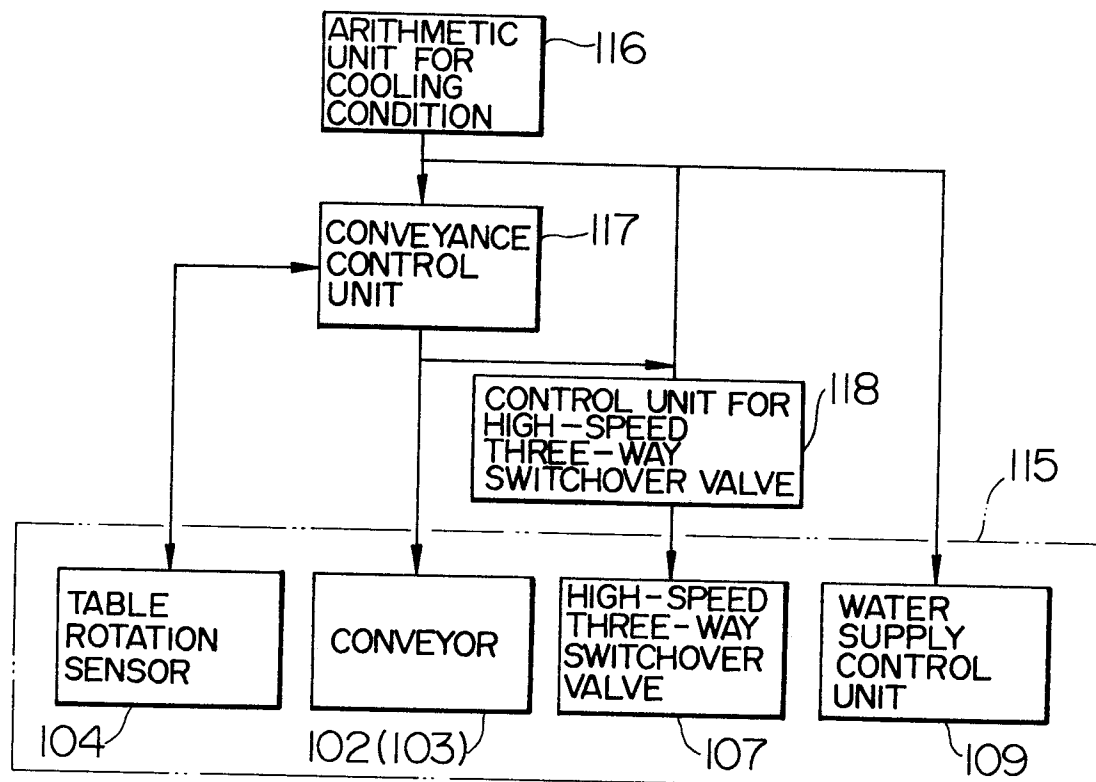 ARITHMETIC
UNIT FOR
COOLING
CONDITION
116
CONVEYANCE
CONTROL
UNIT
117
CONTROL UNIT FOR
HIGH-SPEED
THREE-WAY
SWITCHOVER VALVE
118
115
TABLE
ROTATION
SENSOR
104
CONVEYOR
102(103)
HIGH-SPEED
THREE-WAY
SWITCHOVER
VALVE
107
WATER
SUPPLY
CONTROL
UNIT
109